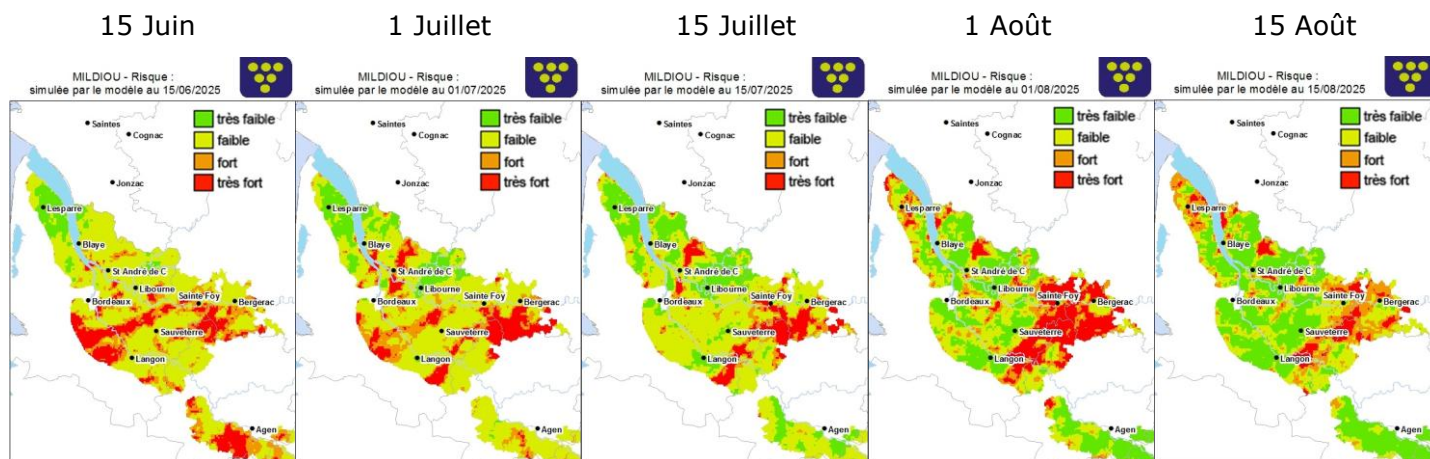 15 Juin
1 Juillet
15 Juillet
1 Août
15 Août
MILDIOU - Risque :
simulée par le modèle au 15/06/2025
très faible
faible
fort
très fort
Saintes
Cognac
Jonzac
Lesparre
Blaye
St André de C
Libourne
Sainte Foy
Bordeaux
Bergerac
Sauveterre
Langon
Agen
MILDIOU - Risque :
simulée par le modèle au 01/07/2025
très faible
faible
fort
très fort
Saintes
Cognac
Jonzac
Lesparre
Blaye
St André de C
Libourne
Sainte Foy
Bordeaux
Bergerac
Sauveterre
Langon
Agen
MILDIOU - Risque :
simulée par le modèle au 15/07/2025
très faible
faible
fort
très fort
Saintes
Cognac
Jonzac
Lesparre
Blaye
St André de C
Libourne
Sainte Foy
Bordeaux
Bergerac
Sauveterre
Langon
Agen
MILDIOU - Risque :
simulée par le modèle au 01/08/2025
très faible
faible
fort
très fort
Saintes
Cognac
Jonzac
Lesparre
Blaye
St André de C
Libourne
Sainte Foy
Bordeaux
Bergerac
Sauveterre
Langon
Agen
MILDIOU - Risque :
simulée par le modèle au 15/08/2025
très faible
faible
fort
très fort
Saintes
Cognac
Jonzac
Lesparre
Blaye
St André de C
Libourne
Sainte Foy
Bordeaux
Bergerac
Sauveterre
Langon
Agen